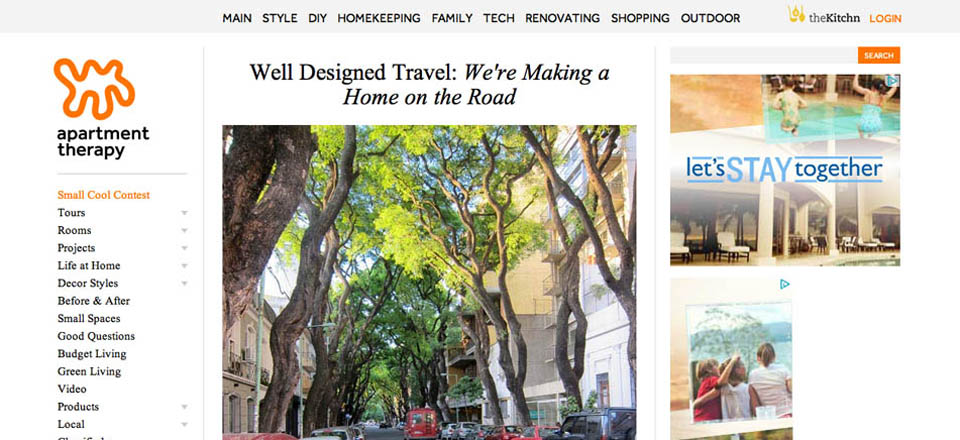 MAIN STYLE DIY HOMEKEEPING FAMILY TECH RENOVATING SHOPPING OUTDOOR
theKitchn LOGIN
apartment
therapy
Small Cool Contest
Tours
Rooms
Projects
Life at Home
Decor Styles
Before & After
Small Spaces
Good Questions
Budget Living
Green Living
Video
Products
Local
Well Designed Travel: We're Making a
Home on the Road
SEARCH
let's STAY together